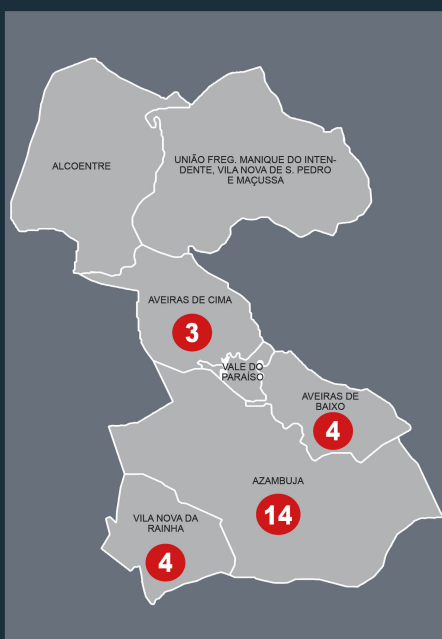 ALCOENTRE
UNIÃO FREG. MANIQUE DO INTEN-
DENTE, VILA NOVA DE S. PEDRO
E MAÇUSSA
AVEIRAS DE CIMA
3
VALE DO
PARAÍSO
AVEIRAS DE
BAIXO
4
AZAMBUJA
14
VILA NOVA DA
RAINHA
4